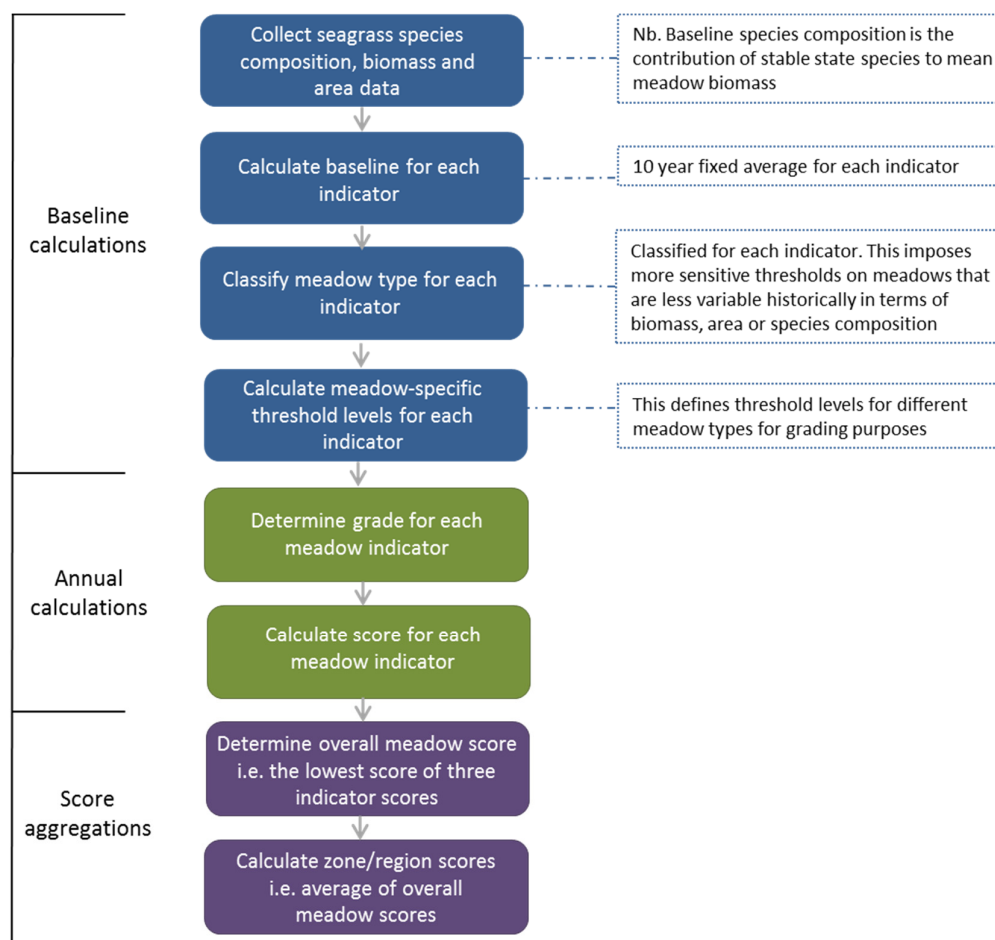 Collect seagrass species
composition, biomass and
area data
Nb. Baseline species composition is the
contribution of stable state species to mean
meadow biomass
Calculate baseline for each
indicator
10 year fixed average for each indicator
Baseline
calculations
Classify meadow type for each
indicator
Classified for each indicator. This imposes
more sensitive thresholds on meadows that
are less variable historically in terms of
biomass, area or species composition
Calculate meadow-specific
threshold levels for each
indicator
This defines threshold levels for different
meadow types for grading purposes
Annual
calculations
Determine grade for each
meadow indicator
Calculate score for each
meadow indicator
Score
aggregations
Determine overall meadow score
i.e. the lowest score of three
indicator scores
Calculate zone/region scores
i.e. average of overall
meadow scores